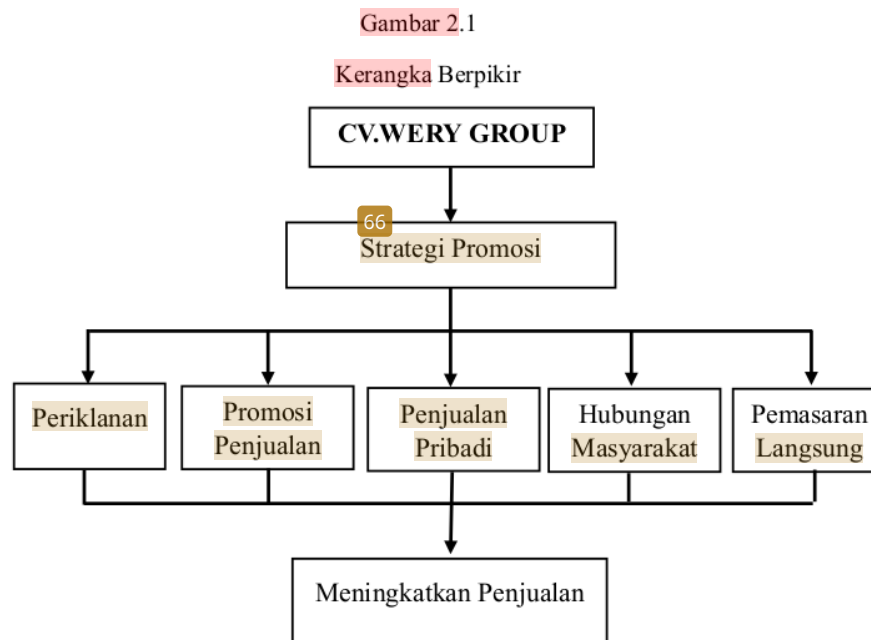 Gambar 2.1
Kerangka Berpikir
CV.WERY GROUP
66
Strategi Promosi
Periklanan
Promosi
Penjualan
Penjualan
Pribadi
Hubungan
Masyarakat
Pemasaran
Langsung
Meningkatkan Penjualan